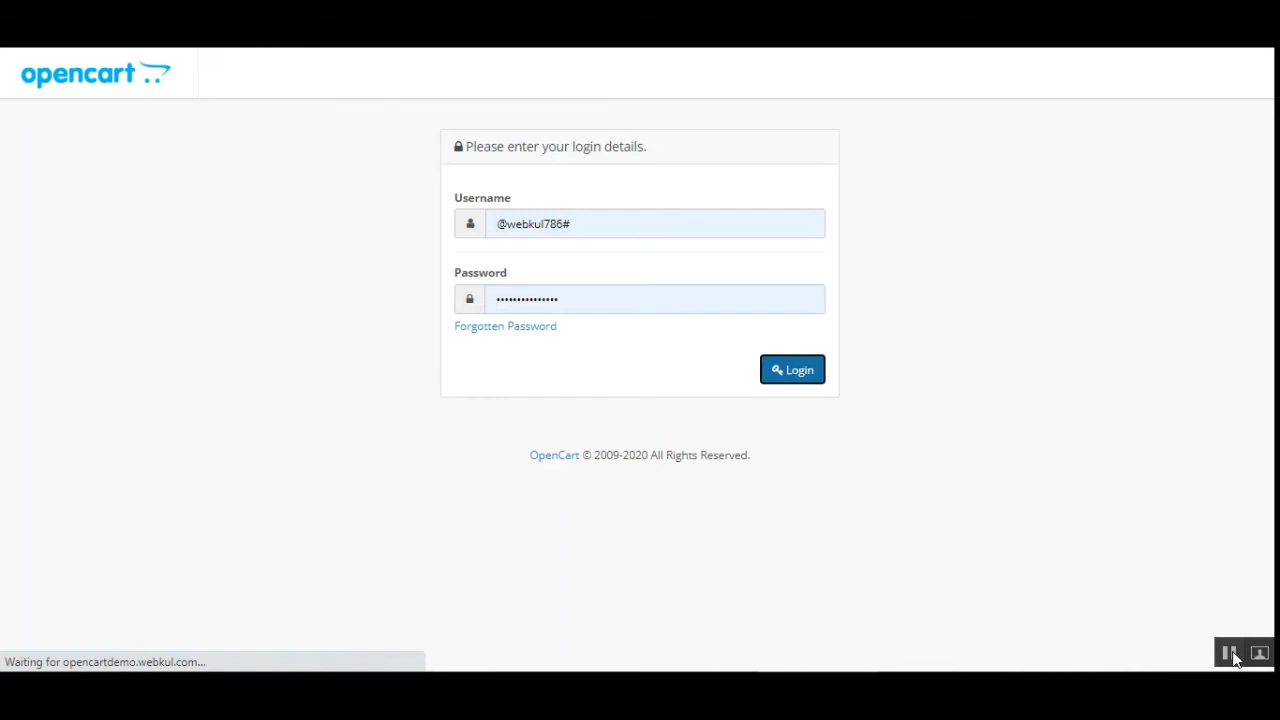 opencart
Please enter your login details.
Username
@webkul786#
Password
•••••••••••••••
Forgotten Password
Login
OpenCart © 2009-2020 All Rights Reserved.
Waiting for opencartdemo.webkul.com...